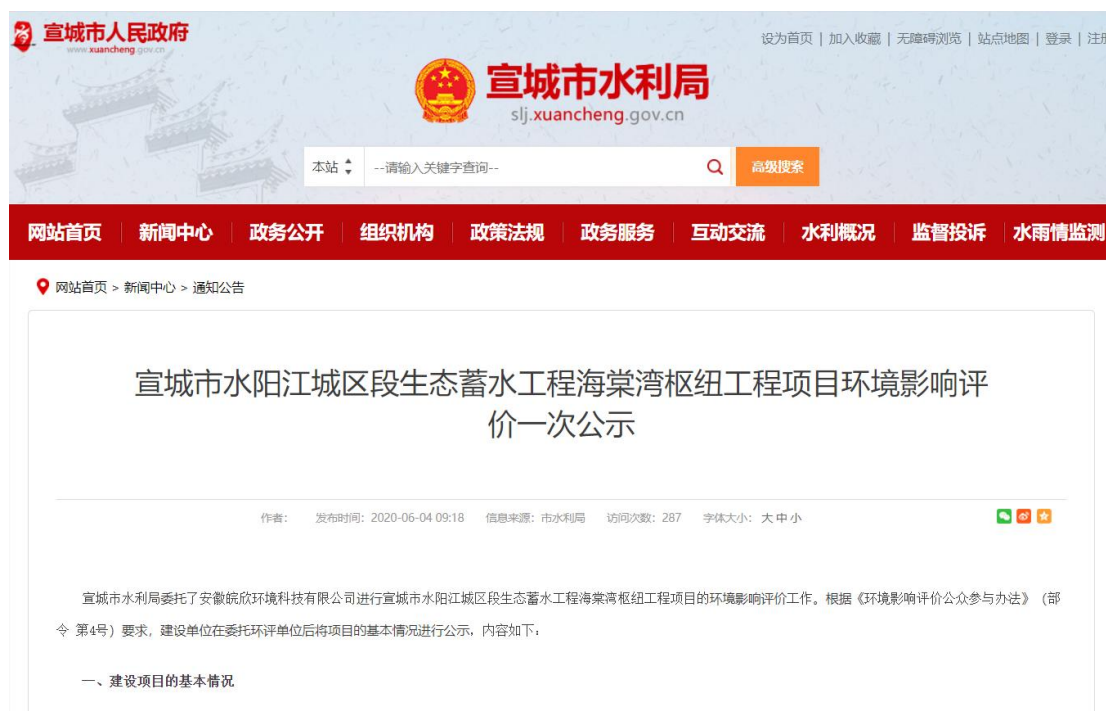 宣城市人民政府
www.xuancheng.gov.cn
设为首页 | 加入收藏 | 无障碍浏览 | 站点地图 | 登录 | 注册
宣城市水利局
slj.xuancheng.gov.cn
本站 --请输入关键字查询-- 高级搜索
网站首页 新闻中心 政务公开 组织机构 政策法规 政务服务 互动交流 水利概况 监督投诉 水雨情监测
网站首页 > 新闻中心 > 通知公告
宣城市水阳江城区段生态蓄水工程海棠湾枢纽工程项目环境影响评
价一次公示
作者： 发布时间：2020-06-04 09:18 信息来源：市水利局 访问次数：287 字体大小：大 中 小
宣城市水利局委托了安徽皖欣环境科技有限公司进行宣城市水阳江城区段生态蓄水工程海棠湾枢纽工程项目的环境影响评价工作。根据《环境影响评价公众参与办法》（部
令 第4号）要求，建设单位在委托环评单位后将项目的基本情况进行公示，内容如下：
一、建设项目的基本情况